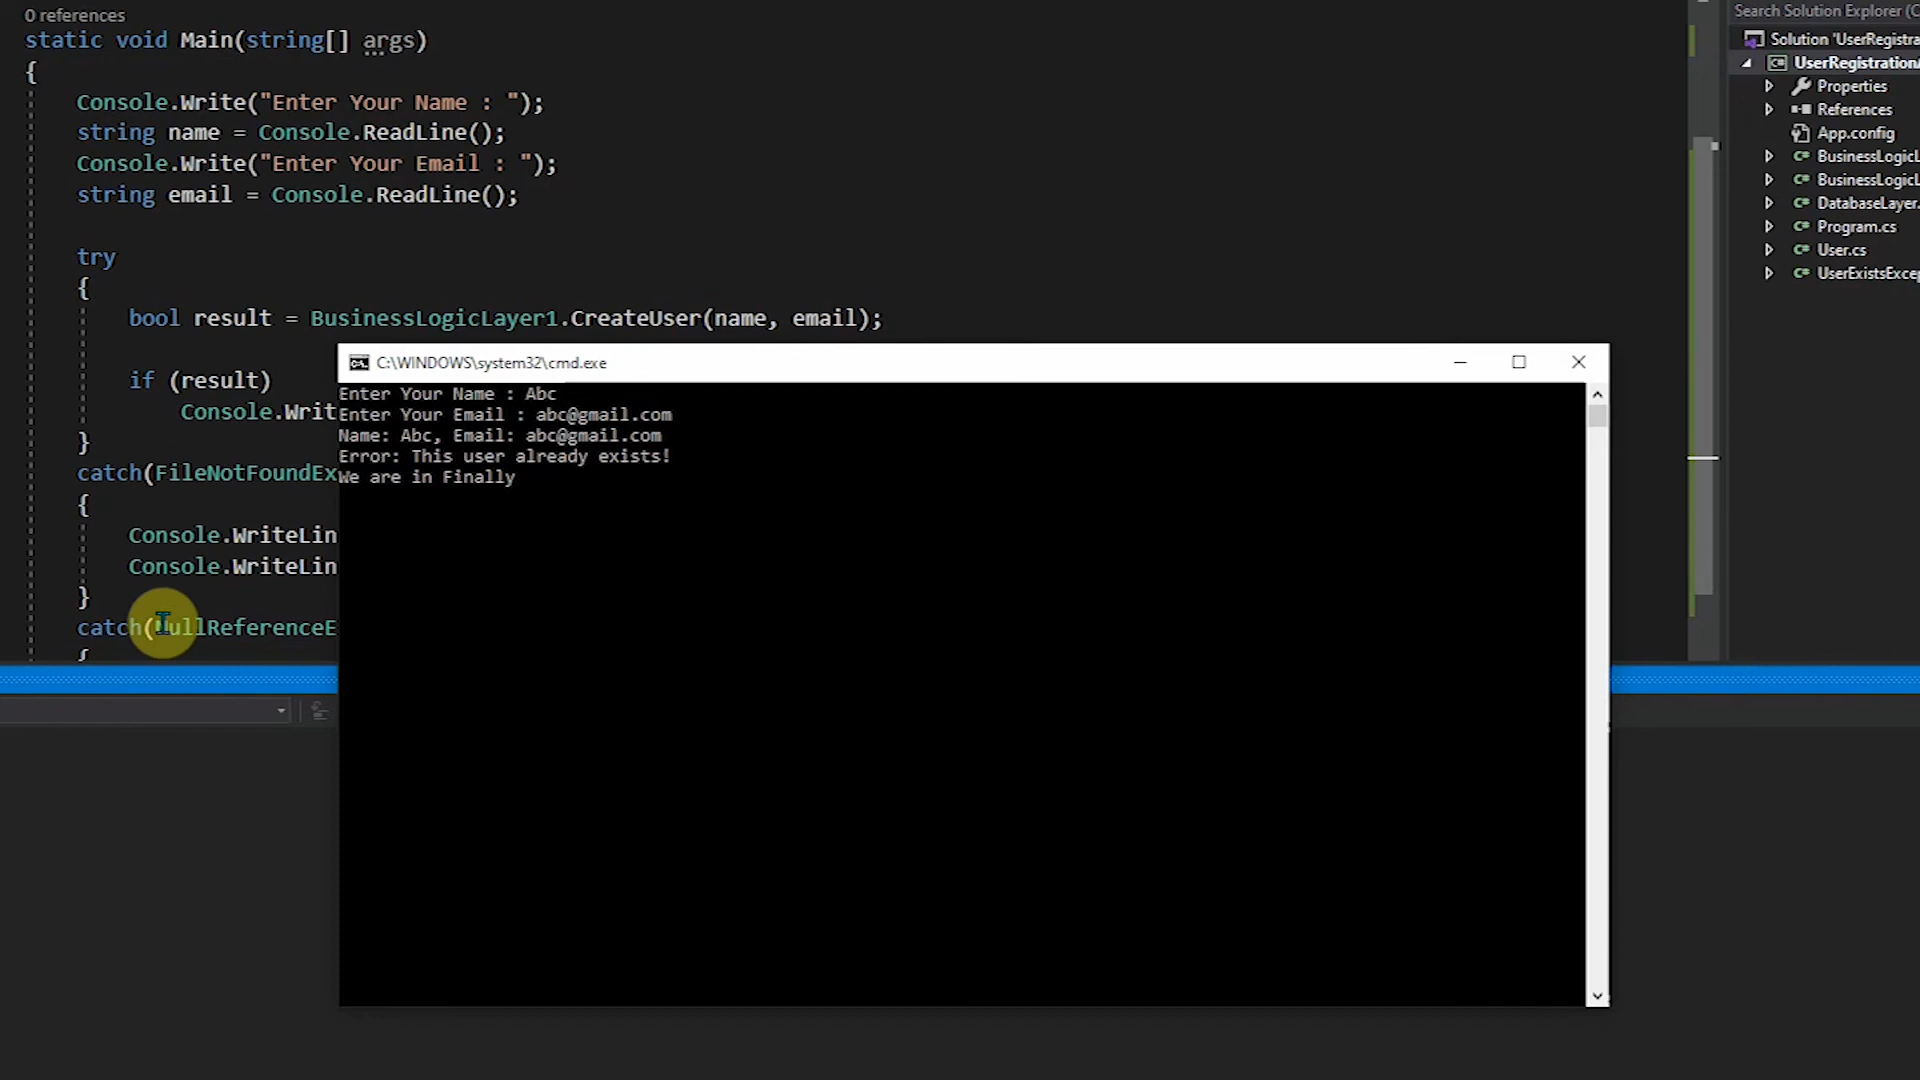 0 references
static void Main(string[] args)
{
Console.Write("Enter Your Name : ");
string name = Console.ReadLine();
Console.Write("Enter Your Email : ");
string email = Console.ReadLine();
try
{
bool result = BusinessLogicLayer1.CreateUser(name, email);
if (result)
Console.Writ
}
catch(FileNotFoundEx
{
Console.WriteLin
Console.WriteLin
}
catch(NullReferenceE
{
C:\WINDOWS\system32\cmd.exe
Enter Your Name : Abc
Enter Your Email : abc@gmail.com
Name: Abc, Email: abc@gmail.com
Error: This user already exists!
We are in Finally
Search Solution Explorer (C
Solution 'UserRegistra
UserRegistrationA
Properties
References
App.config
C# BusinessLogicL
C# BusinessLogicL
C# DatabaseLayer.
C# Program.cs
C# User.cs
C# UserExistsExcep